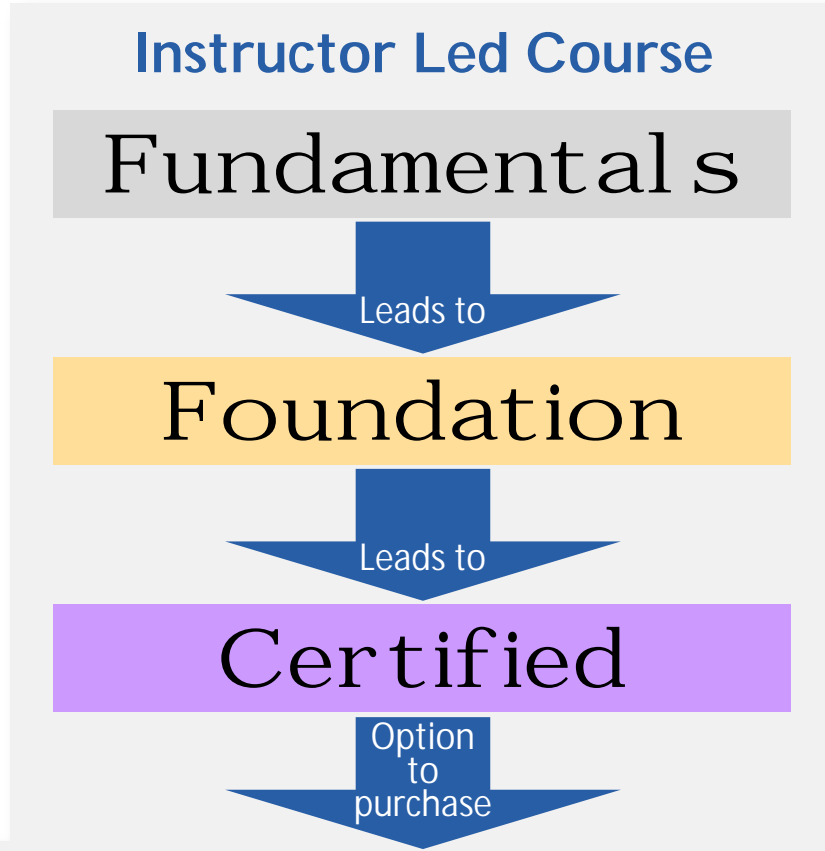 Instructor Led Course
Fundamentals
Leads to
Foundation
Leads to
Certified
Option
to
purchase